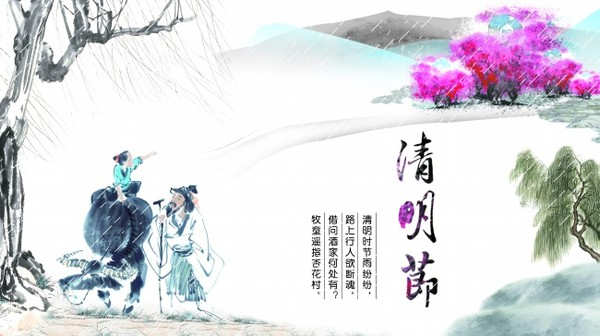 清明節
清明时节雨纷纷,
路上行人欲断魂。
借问酒家何处有?
牧童遥指杏花村。